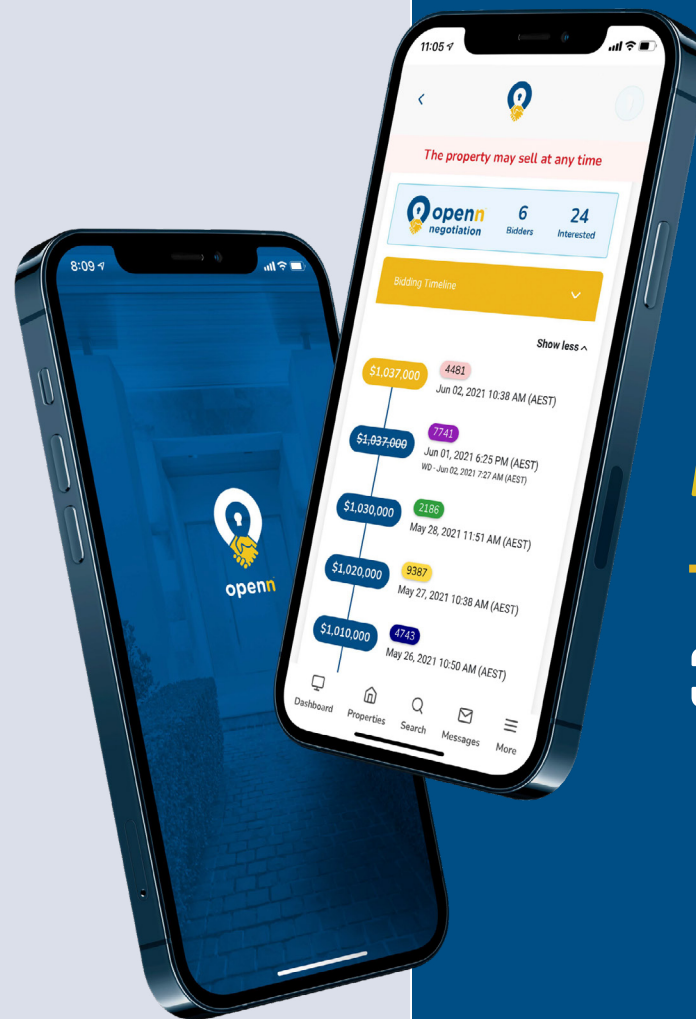 11:05
The property may sell at any time
openn
negotiation
6
Bidders
24
Interested
Bidding Timeline
Show less
$1,037,000
4481
Jun 02, 2021 10:38 AM (AEST)
$1,037,000
7741
Jun 01, 2021 6:25 PM (AEST)
WD - Jun 02, 2021 7:27 AM (AEST)
$1,030,000
2186
May 28, 2021 11:51 AM (AEST)
$1,020,000
9387
May 27, 2021 10:38 AM (AEST)
$1,010,000
4743
May 26, 2021 10:50 AM (AEST)
Dashboard
Properties
Search
Messages
More
8:09
openn